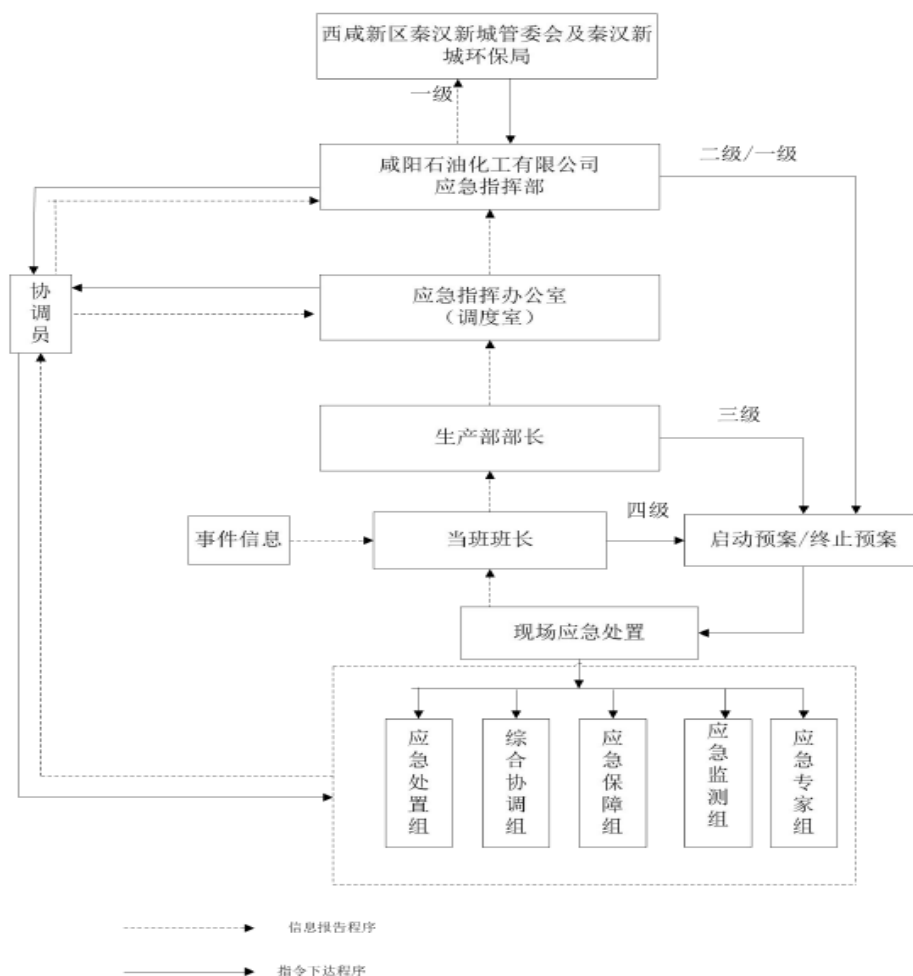 西咸新区秦汉新城管委会及秦汉新
城环保局
一级
咸阳石油化工有限公司
应急指挥部
二级/一级
协调员
应急指挥办公室
（调度室）
生产部部长
三级
事件信息
当班班长
四级
启动预案/终止预案
现场应急处置
应急处置组
综合协调组
应急保障组
应急监测组
应急专家组
信息报告程序
指令下达程序